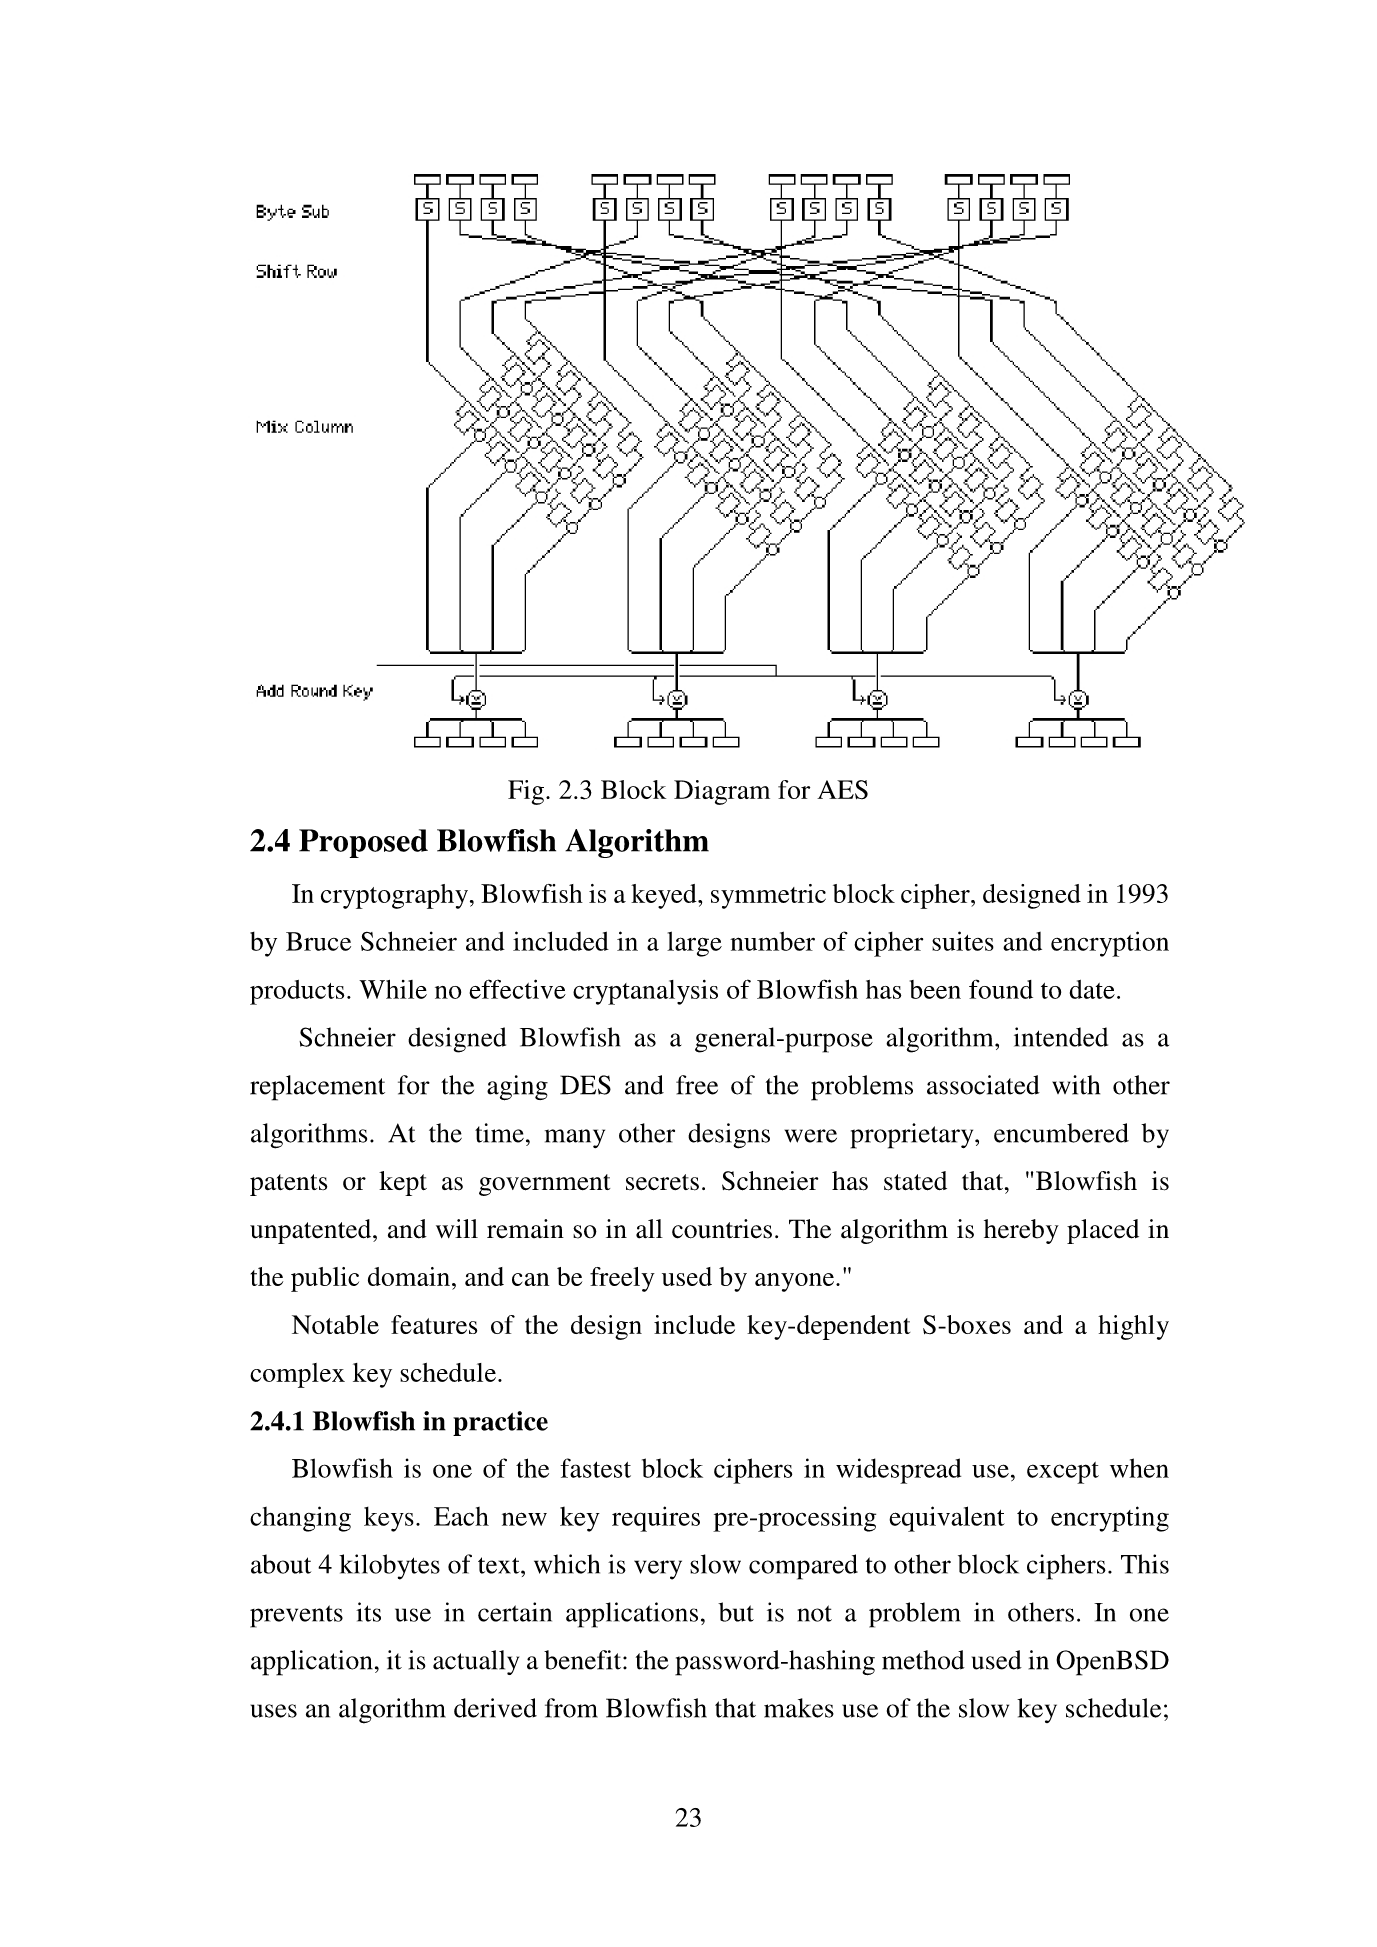 S S S S S S S S S S S S S S S S
Byte Sub
Shift Row
Mix Column
Add Round Key
Fig. 2.3 Block Diagram for AES
2.4 Proposed Blowfish Algorithm
In cryptography, Blowfish is a keyed, symmetric block cipher, designed in 1993
by Bruce Schneier and included in a large number of cipher suites and encryption
products. While no effective cryptanalysis of Blowfish has been found to date.
Schneier designed Blowfish as a general-purpose algorithm, intended as a
replacement for the aging DES and free of the problems associated with other
algorithms. At the time, many other designs were proprietary, encumbered by
patents or kept as government secrets. Schneier has stated that, "Blowfish is
unpatented, and will remain so in all countries. The algorithm is hereby placed in
the public domain, and can be freely used by anyone."
Notable features of the design include key-dependent S-boxes and a highly
complex key schedule.
2.4.1 Blowfish in practice
Blowfish is one of the fastest block ciphers in widespread use, except when
changing keys. Each new key requires pre-processing equivalent to encrypting
about 4 kilobytes of text, which is very slow compared to other block ciphers. This
prevents its use in certain applications, but is not a problem in others. In one
application, it is actually a benefit: the password-hashing method used in OpenBSD
uses an algorithm derived from Blowfish that makes use of the slow key schedule;
23